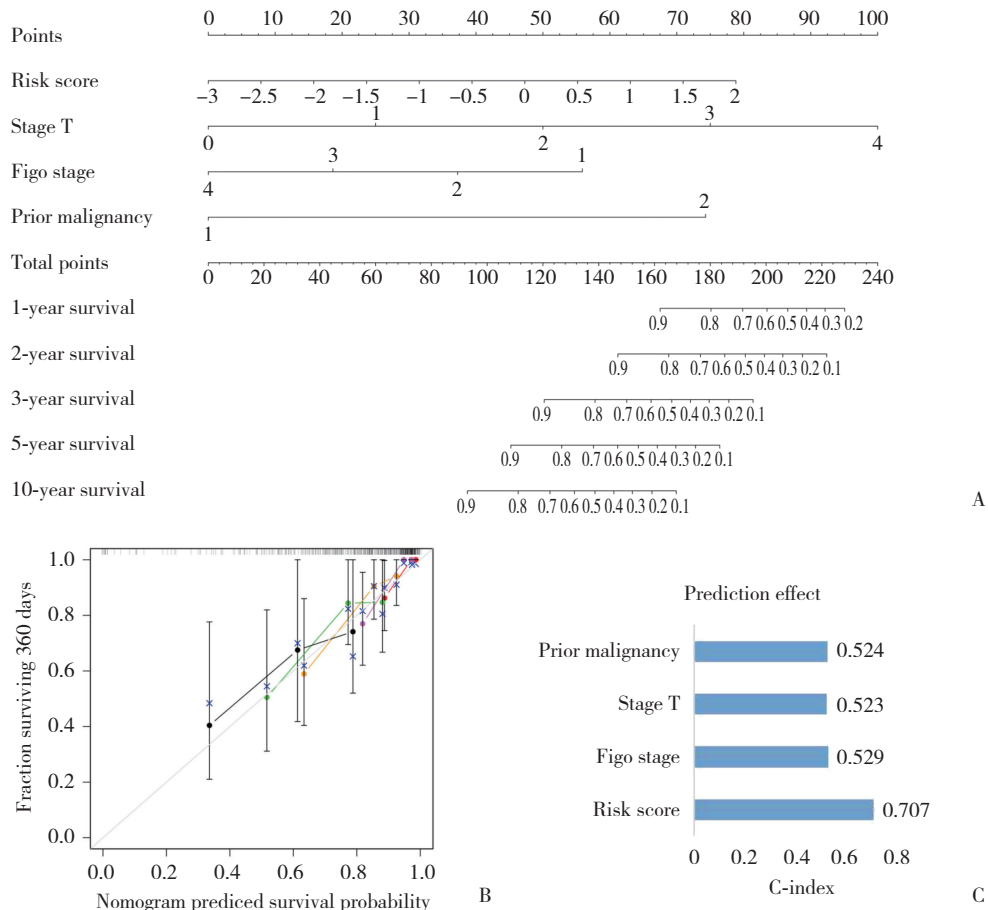 Points 0 10 20 30 40 50 60 70 80 90 100
Risk score
-3 -2.5 -2 -1.5 -1 -0.5 0 0.5 1 1.5 2
1 3
Stage T
0 2 4
3 1
Figo stage
4 2
2
Prior malignancy
1
Total points
0 20 40 60 80 100 120 140 160 180 200 220 240
1-year survival
0.9 0.8 0.7 0.6 0.5 0.4 0.3 0.2
2-year survival
0.9 0.8 0.7 0.6 0.5 0.4 0.3 0.2 0.1
3-year survival
0.9 0.8 0.7 0.6 0.5 0.4 0.3 0.2 0.1
5-year survival
0.9 0.8 0.7 0.6 0.5 0.4 0.3 0.2 0.1
10-year survival
0.9 0.8 0.7 0.6 0.5 0.4 0.3 0.2 0.1
A
Fraction surviving 360 days
1.0
0.8
0.6
0.4
0.2
0.0
0.0 0.2 0.4 0.6 0.8 1.0
Nomogram prediced survival probability
B
Prediction effect
Prior malignancy 0.524
Stage T 0.523
Figo stage 0.529
Risk score 0.707
0 0.2 0.4 0.6 0.8
C-index
C